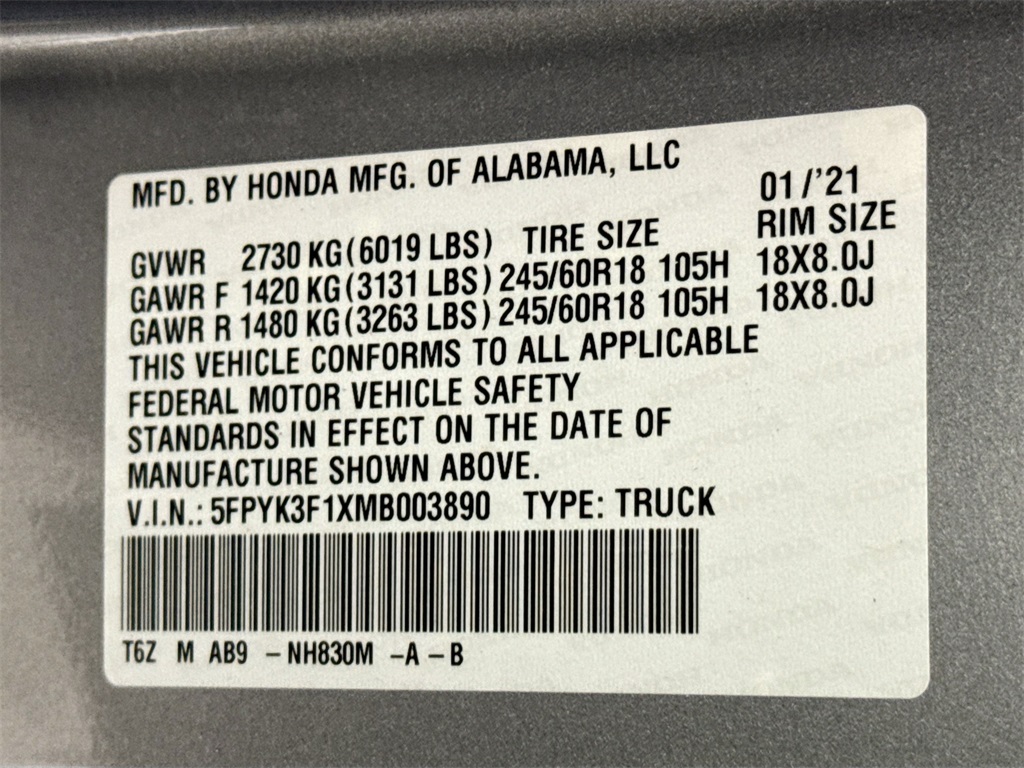 MFD. BY HONDA MFG. OF ALABAMA, LLC
01/'21
GVWR 2730 KG(6019 LBS) TIRE SIZE RIM SIZE
GAWR F 1420 KG(3131 LBS) 245/60R18 105H 18X8.0J
GAWR R 1480 KG(3263 LBS) 245/60R18 105H 18X8.0J
THIS VEHICLE CONFORMS TO ALL APPLICABLE
FEDERAL MOTOR VEHICLE SAFETY
STANDARDS IN EFFECT ON THE DATE OF
MANUFACTURE SHOWN ABOVE.
V.I.N.: 5FPYK3F1XMB003890 TYPE: TRUCK
T6Z M AB9 -NH830M -A -B